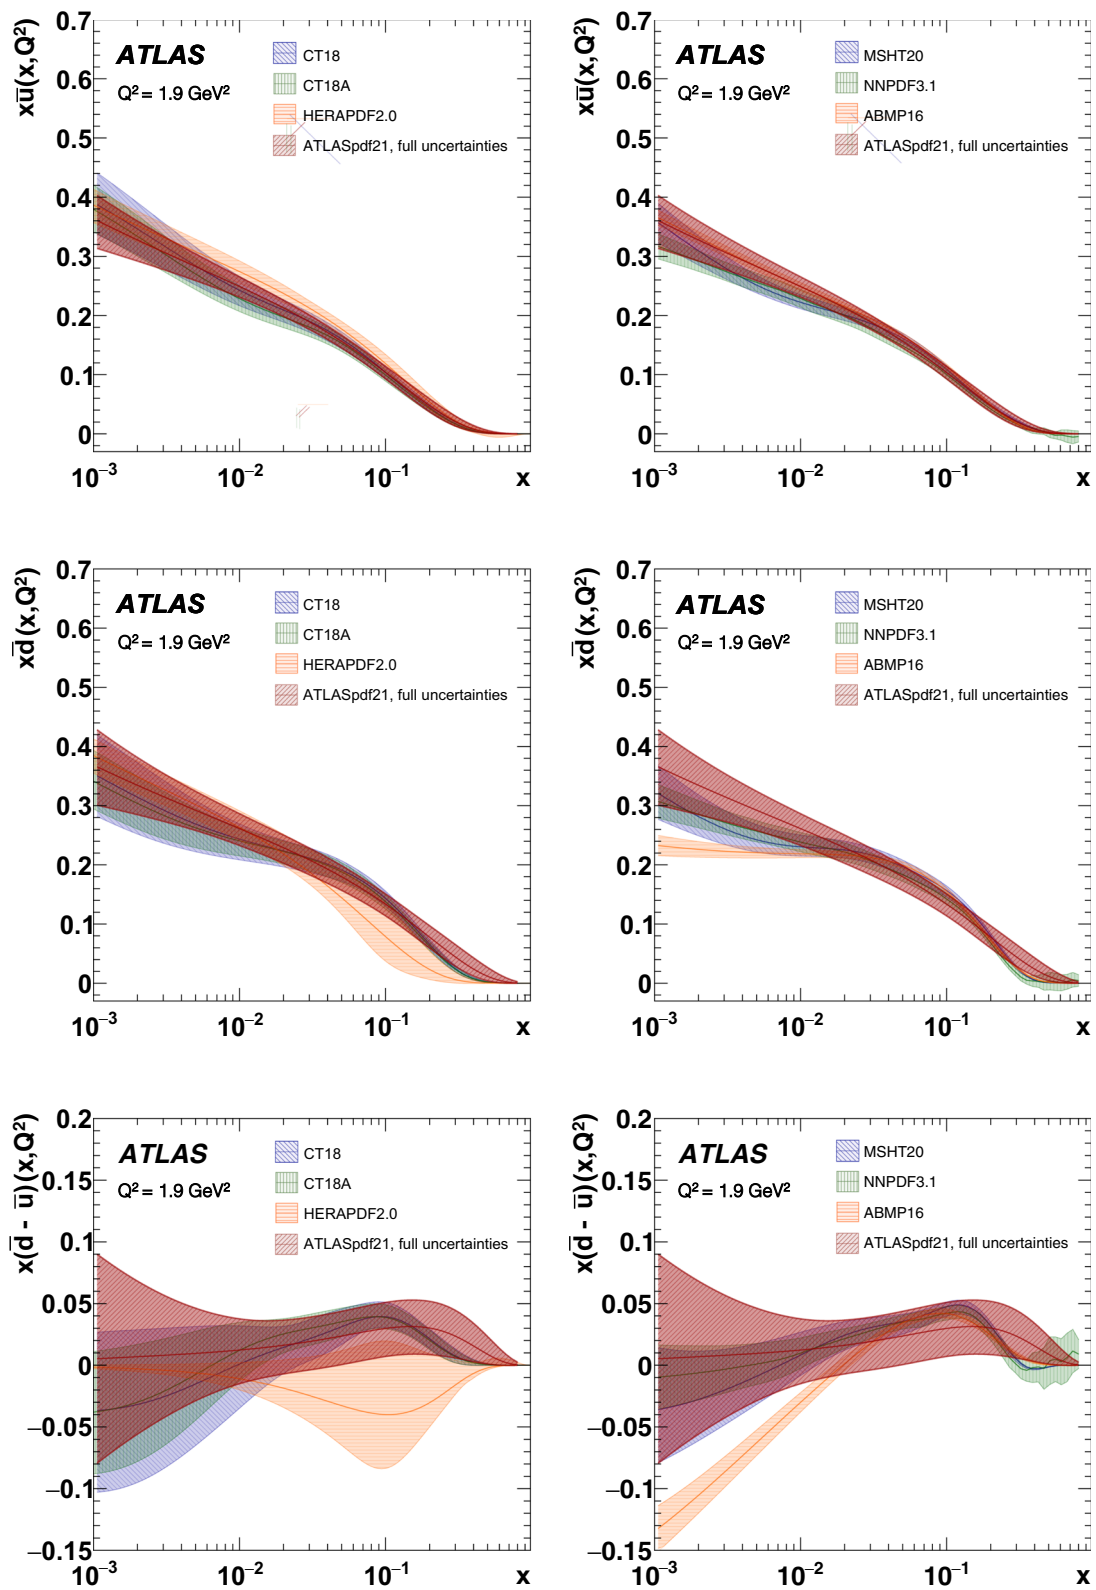 0.7
0.6
0.5
0.4
0.3
0.2
0.1
0
xu̅(x,Q²)
ATLAS
Q² = 1.9 GeV²
CT18
CT18A
HERAPDF2.0
ATLASpdf21, full uncertainties
10⁻³ 10⁻² 10⁻¹ x
0.7
0.6
0.5
0.4
0.3
0.2
0.1
0
xu̅(x,Q²)
ATLAS
Q² = 1.9 GeV²
MSHT20
NNPDF3.1
ABMP16
ATLASpdf21, full uncertainties
10⁻³ 10⁻² 10⁻¹ x
0.7
0.6
0.5
0.4
0.3
0.2
0.1
0
xd̅(x,Q²)
ATLAS
Q² = 1.9 GeV²
CT18
CT18A
HERAPDF2.0
ATLASpdf21, full uncertainties
10⁻³ 10⁻² 10⁻¹ x
0.7
0.6
0.5
0.4
0.3
0.2
0.1
0
xd̅(x,Q²)
ATLAS
Q² = 1.9 GeV²
MSHT20
NNPDF3.1
ABMP16
ATLASpdf21, full uncertainties
10⁻³ 10⁻² 10⁻¹ x
0.2
0.15
0.1
0.05
0
−0.05
−0.1
−0.15
x(d̅ - u̅)(x,Q²)
ATLAS
Q² = 1.9 GeV²
CT18
CT18A
HERAPDF2.0
ATLASpdf21, full uncertainties
10⁻³ 10⁻² 10⁻¹ x
0.2
0.15
0.1
0.05
0
−0.05
−0.1
−0.15
x(d̅ - u̅)(x,Q²)
ATLAS
Q² = 1.9 GeV²
MSHT20
NNPDF3.1
ABMP16
ATLASpdf21, full uncertainties
10⁻³ 10⁻² 10⁻¹ x